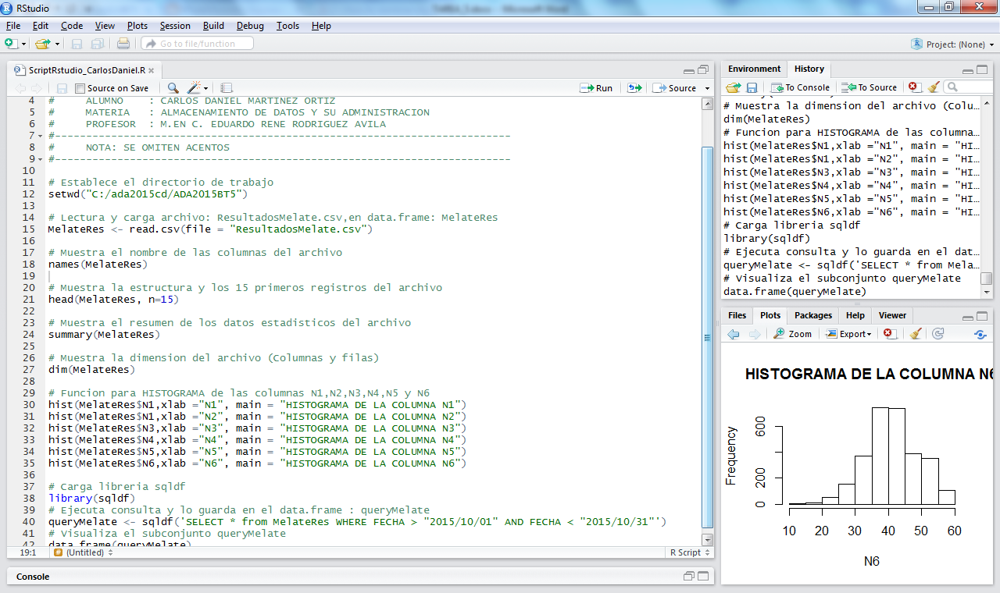 RStudio
File Edit Code View Plots Session Build Debug Tools Help
Go to file/function
Project: (None)
ScriptRstudio_CarlosDaniel.R
Source on Save
Run
Source
4 # ALUMNO : CARLOS DANIEL MARTINEZ ORTIZ
5 # MATERIA : ALMACENAMIENTO DE DATOS Y SU ADMINISTRACION
6 # PROFESOR : M.EN C. EDUARDO RENE RODRIGUEZ AVILA
7 #-------------------------------------------------------------------------
8 # NOTA: SE OMITEN ACENTOS
9 #-------------------------------------------------------------------------
10
11 # Establece el directorio de trabajo
12 setwd("C:/ada2015cd/ADA2015BT5")
13
14 # Lectura y carga archivo: ResultadosMelate.csv,en data.frame: MelateRes
15 MelateRes <- read.csv(file = "ResultadosMelate.csv")
16
17 # Muestra el nombre de las columnas del archivo
18 names(MelateRes)
19
20 # Muestra la estructura y los 15 primeros registros del archivo
21 head(MelateRes, n=15)
22
23 # Muestra el resumen de los datos estadisticos del archivo
24 summary(MelateRes)
25
26 # Muestra la dimension del archivo (Columnas y filas)
27 dim(MelateRes)
28
29 # Funcion para HISTOGRAMA de las columnas N1,N2,N3,N4,N5 y N6
30 hist(MelateRes$N1,xlab ="N1", main = "HISTOGRAMA DE LA COLUMNA N1")
31 hist(MelateRes$N1,xlab ="N2", main = "HISTOGRAMA DE LA COLUMNA N2")
32 hist(MelateRes$N3,xlab ="N3", main = "HISTOGRAMA DE LA COLUMNA N3")
33 hist(MelateRes$N4,xlab ="N4", main = "HISTOGRAMA DE LA COLUMNA N4")
34 hist(MelateRes$N5,xlab ="N5", main = "HISTOGRAMA DE LA COLUMNA N5")
35 hist(MelateRes$N6,xlab ="N6", main = "HISTOGRAMA DE LA COLUMNA N6")
36
37 # Carga libreria sqldf
38 library(sqldf)
39 # Ejecuta consulta y lo guarda en el data.frame : queryMelate
40 queryMelate <- sqldf('SELECT * from MelateRes WHERE FECHA > "2015/10/01" AND FECHA < "2015/10/31"')
41 # Visualiza el subconjunto queryMelate
42 data.frame(queryMelate)
19:1 # (Untitled) R Script
Console
Environment History
To Console To Source
# Muestra la dimension del archivo (Colu...
dim(MelateRes)
# Funcion para HISTOGRAMA de las columna...
hist(MelateRes$N1,xlab ="N1", main = "HI...
hist(MelateRes$N1,xlab ="N2", main = "HI...
hist(MelateRes$N3,xlab ="N3", main = "HI...
hist(MelateRes$N4,xlab ="N4", main = "HI...
hist(MelateRes$N5,xlab ="N5", main = "HI...
hist(MelateRes$N6,xlab ="N6", main = "HI...
# Carga libreria sqldf
library(sqldf)
# Ejecuta consulta y lo guarda en el dat...
queryMelate <- sqldf('SELECT * from Mela...
# Visualiza el subconjunto queryMelate
data.frame(queryMelate)
Files Plots Packages Help Viewer
Zoom Export
HISTOGRAMA DE LA COLUMNA N6
Frequency
600
200
0
10 20 30 40 50 60
N6